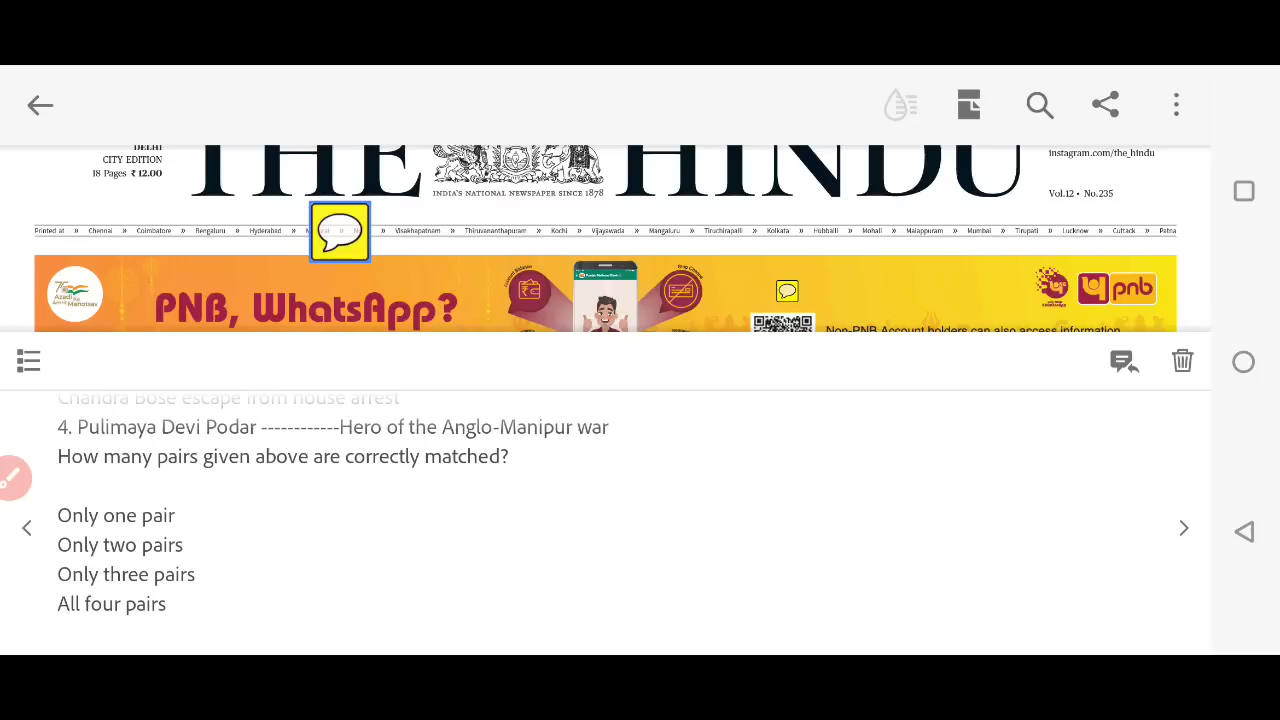 DELHI
CITY EDITION
18 Pages ₹ 12.00
THE HINDU
INDIA'S NATIONAL NEWSPAPER SINCE 1878
instagram.com/the_hindu
Vol.12 • No.235
Printed at » Chennai » Coimbatore » Bengaluru » Hyderabad » » Visakhapatnam » Thiruvananthapuram » Kochi » Vijayawada » Mangaluru » Tiruchirapalli » Kolkata » Hubballi » Mohali » Malappuram » Mumbai » Tirupati » Lucknow » Cuttack » Patna
Azadi Ka
Amrit Mahotsav
PNB, WhatsApp?
pnb
Non-PNB Account holders can also access information
Chandra Bose escape from house arrest
4. Pulimaya Devi Podar ------------Hero of the Anglo-Manipur war
How many pairs given above are correctly matched?
Only one pair
Only two pairs
Only three pairs
All four pairs